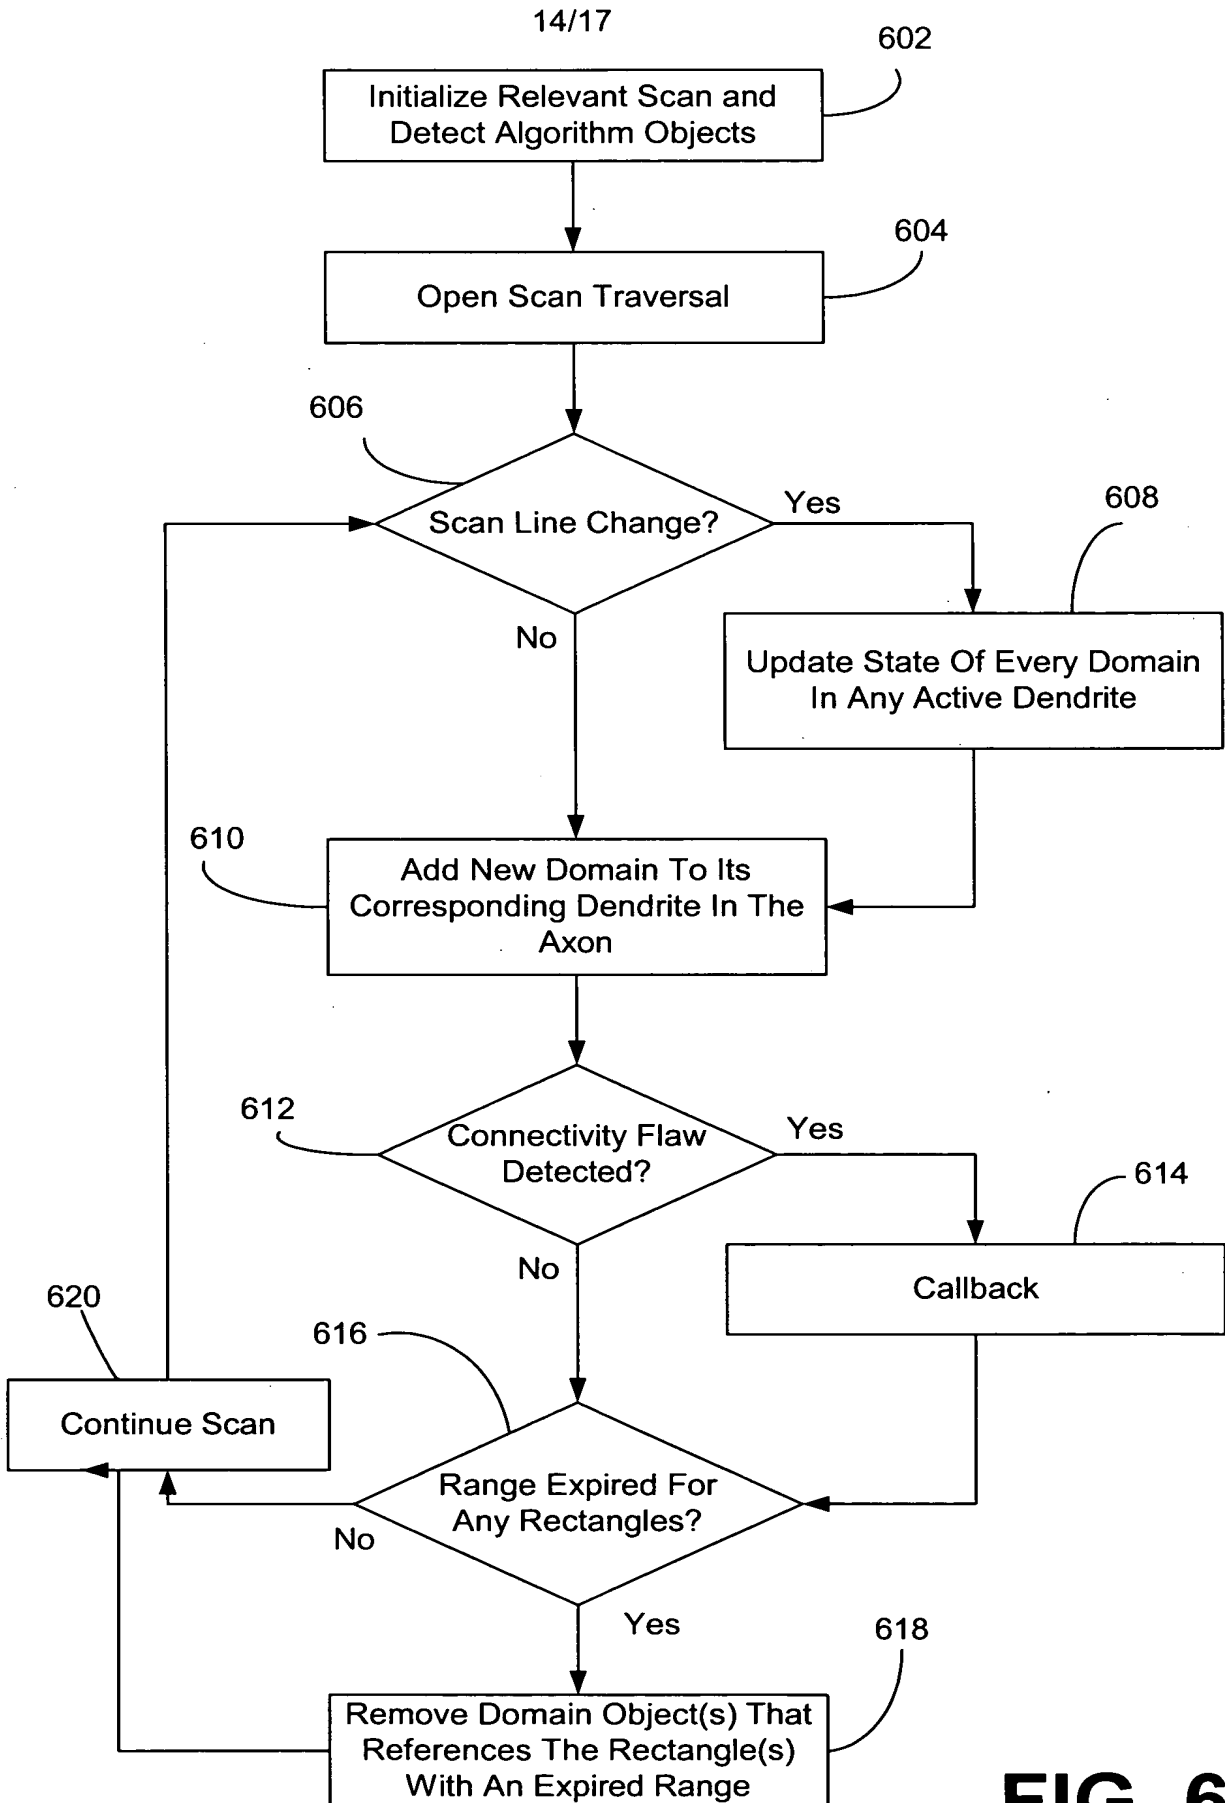 14/17
602
Initialize Relevant Scan and
Detect Algorithm Objects
604
Open Scan Traversal
606
Scan Line Change?
Yes
608
No
Update State Of Every Domain
In Any Active Dendrite
610
Add New Domain To Its
Corresponding Dendrite In The
Axon
612
Connectivity Flaw
Detected?
Yes
614
No
Callback
620
616
Continue Scan
Range Expired For
Any Rectangles?
No
Yes
618
Remove Domain Object(s) That
References The Rectangle(s)
With An Expired Range
FIG. 6